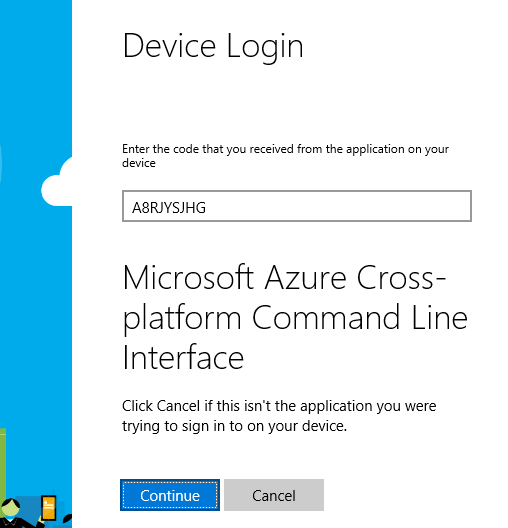 Device Login
Enter the code that you received from the application on your
device
A8RJYSJHG
Microsoft Azure Cross-
platform Command Line
Interface
Click Cancel if this isn't the application you were
trying to sign in to on your device.
Continue
Cancel